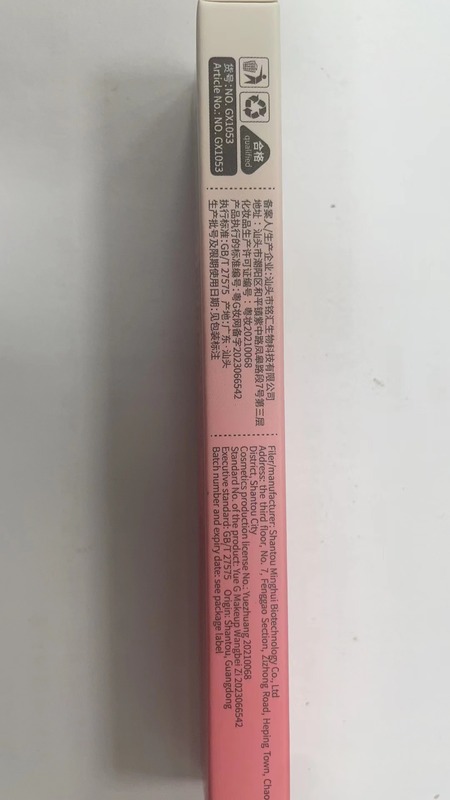 货号:NO. GX1053
Article No.: NO. GX1053
合格
qualified
备案人/生产企业:汕头市铭汇生物科技有限公司
地址:汕头市潮阳区和平镇紫中路凤皋路段7号第三层
化妆品生产许可证编号:粤妆20210068
产品执行的标准编号:粤G妆网备字2023066542
执行标准:GB/T 27575 产地:广东·汕头
生产批号及限期使用日期:见包装标注
Filer/manufacturer: Shantou Minghui Biotechnology Co., Ltd
Address: the third floor, No. 7, Fenggao Section, Zizhong Road, Heping Town, Chao
District, Shantou City
Cosmetics production license No.: Yuezhuang 20210068
Standard No. of the product: Yue G Makeup Wangbei Zi 2023066542
Executive standard: GB/T 27575 Origin: Shantou, Guangdong
Batch number and expiry date: see package label